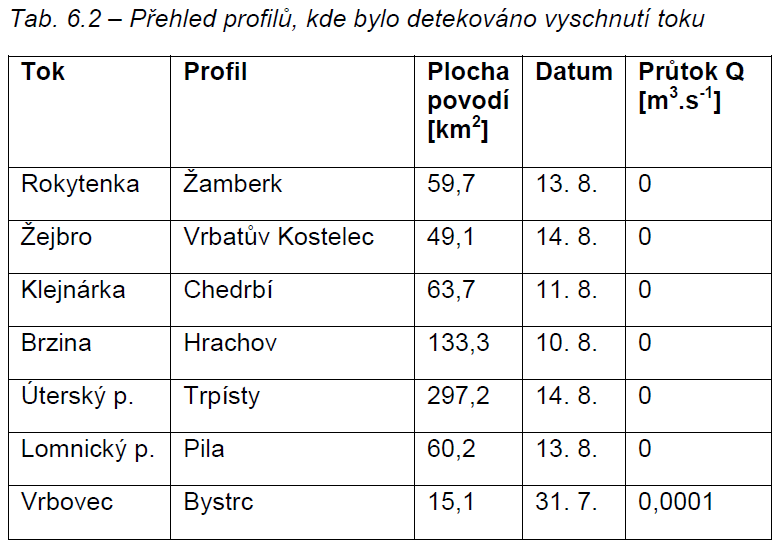 Tab. 6.2 – Přehled profilů, kde bylo detekováno vyschnutí toku
Tok Profil Plocha povodí [km²] Datum Průtok Q [m³.s⁻¹]
Rokytenka Žamberk 59,7 13. 8. 0
Žejbro Vrbatův Kostelec 49,1 14. 8. 0
Klejnárka Chedrbí 63,7 11. 8. 0
Brzina Hrachov 133,3 10. 8. 0
Úterský p. Trpísty 297,2 14. 8. 0
Lomnický p. Pila 60,2 13. 8. 0
Vrbovec Bystrc 15,1 31. 7. 0,0001